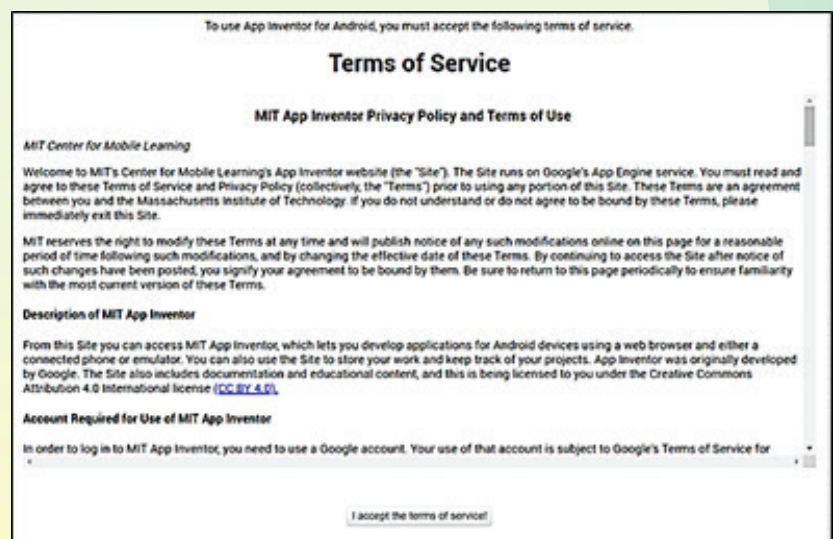 To use App Inventor for Android, you must accept the following terms of service.
Terms of Service
MIT App Inventor Privacy Policy and Terms of Use
MIT Center for Mobile Learning
Welcome to MIT's Center for Mobile Learning's App Inventor website (the "Site"). The Site runs on Google's App Engine service. You must read and
agree to these Terms of Service and Privacy Policy (collectively, the "Terms") prior to using any portion of this Site. These Terms are an agreement
between you and the Massachusetts Institute of Technology. If you do not understand or do not agree to be bound by these Terms, please
immediately exit this Site.
MIT reserves the right to modify these Terms at any time and will publish notice of any such modifications online on this page for a reasonable
period of time following such modifications, and by changing the effective date of these Terms. By continuing to access the Site after notice of
such changes have been posted, you signify your agreement to be bound by them. Be sure to return to this page periodically to ensure familiarity
with the most current version of these Terms.
Description of MIT App Inventor
From this Site you can access MIT App Inventor, which lets you develop applications for Android devices using a web browser and either a
connected phone or emulator. You can also use the Site to store your work and keep track of your projects. App Inventor was originally developed
by Google. The Site also includes documentation and educational content, and this is being licensed to you under the Creative Commons
Attribution 4.0 International license (CC BY 4.0).
Account Required for Use of MIT App Inventor
In order to log in to MIT App Inventor, you need to use a Google account. Your use of that account is subject to Google's Terms of Service for
I accept the terms of service!